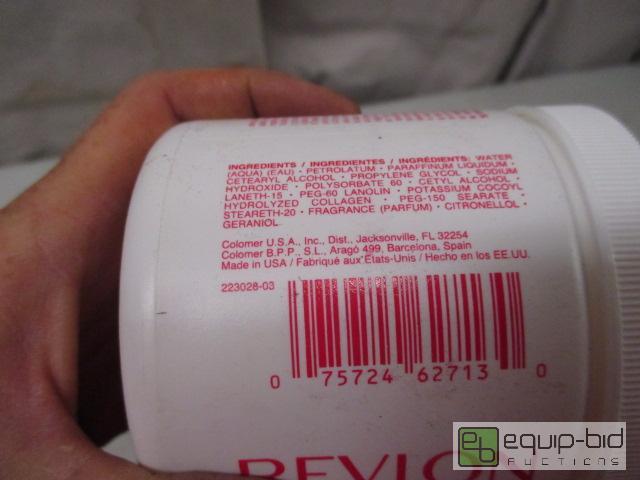 INGREDIENTS / INGREDIENTES / INGRÉDIENTS: WATER
(AQUA) (EAU) • PETROLATUM • PARAFFINUM LIQUIDUM •
CETEARYL ALCOHOL • PROPYLENE GLYCOL • SODIUM
HYDROXIDE • POLYSORBATE 60 • CETYL ALCOHOL •
LANETH-15 • PEG-60 LANOLIN • POTASSIUM COCOYL
HYDROLYZED COLLAGEN • PEG-150 SEARATE •
STEARETH-20 • FRAGRANCE (PARFUM) • CITRONELLOL •
GERANIOL.
Colomer U.S.A., Inc., Dist., Jacksonville, FL 32254
Colomer B.P.P., S.L., Aragó 499, Barcelona, Spain
Made in USA / Fabriqué aux États-Unis / Hecho en los EE.UU.
223028-03
0 75724 62713 0
REVLON
eb equip-bid
AUCTIONS